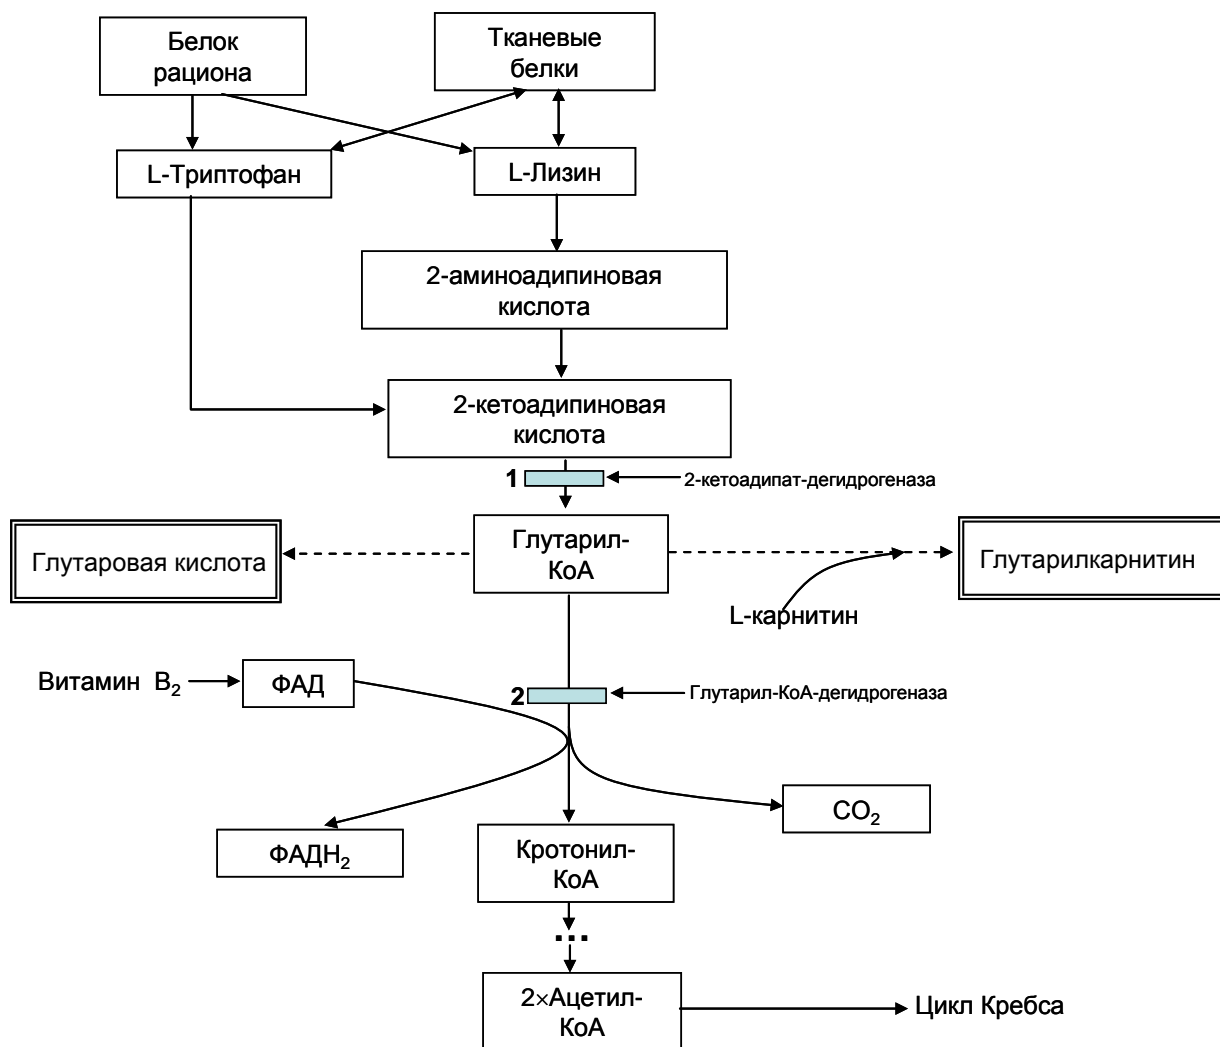 Белок
рациона
Тканевые
белки
L-Триптофан
L-Лизин
2-аминоадипиновая
кислота
2-кетоадипиновая
кислота
1
2-кетоадипат-дегидрогеназа
Глутаровая кислота
Глутарил-
КоА
Глутарилкарнитин
L-карнитин
Витамин B₂
ФАД
2
Глутарил-КоА-дегидрогеназа
CO₂
ФАДН₂
Кротонил-
КоА
...
2×Ацетил-
КоА
Цикл Кребса